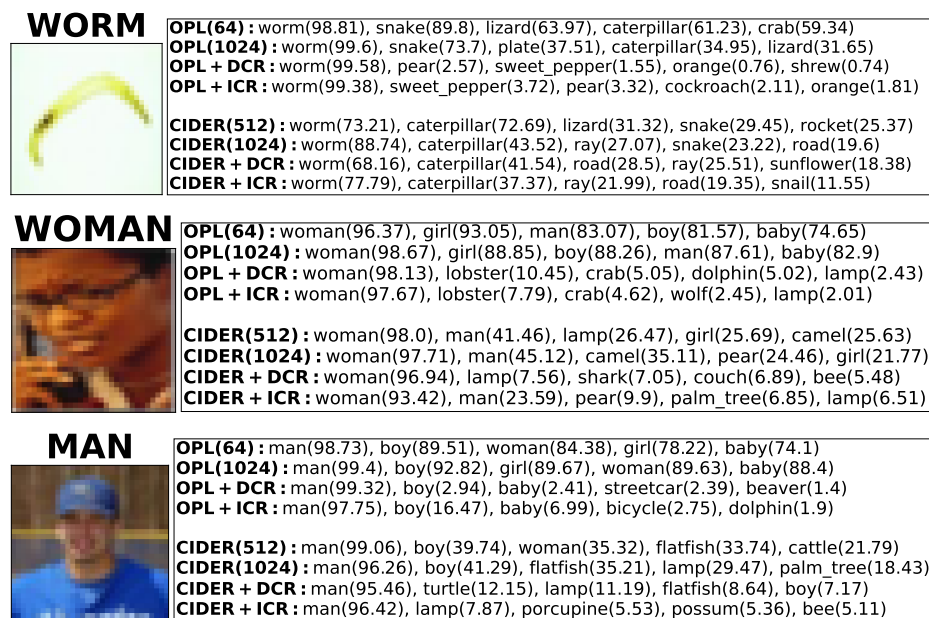 WORM
OPL(64) : worm(98.81), snake(89.8), lizard(63.97), caterpillar(61.23), crab(59.34)
OPL(1024) : worm(99.6), snake(73.7), plate(37.51), caterpillar(34.95), lizard(31.65)
OPL + DCR : worm(99.58), pear(2.57), sweet_pepper(1.55), orange(0.76), shrew(0.74)
OPL + ICR : worm(99.38), sweet_pepper(3.72), pear(3.32), cockroach(2.11), orange(1.81)
CIDER(512) : worm(73.21), caterpillar(72.69), lizard(31.32), snake(29.45), rocket(25.37)
CIDER(1024) : worm(88.74), caterpillar(43.52), ray(27.07), snake(23.22), road(19.6)
CIDER + DCR : worm(68.16), caterpillar(41.54), road(28.5), ray(25.51), sunflower(18.38)
CIDER + ICR : worm(77.79), caterpillar(37.37), ray(21.99), road(19.35), snail(11.55)
WOMAN
OPL(64) : woman(96.37), girl(93.05), man(83.07), boy(81.57), baby(74.65)
OPL(1024) : woman(98.67), girl(88.85), boy(88.26), man(87.61), baby(82.9)
OPL + DCR : woman(98.13), lobster(10.45), crab(5.05), dolphin(5.02), lamp(2.43)
OPL + ICR : woman(97.67), lobster(7.79), crab(4.62), wolf(2.45), lamp(2.01)
CIDER(512) : woman(98.0), man(41.46), lamp(26.47), girl(25.69), camel(25.63)
CIDER(1024) : woman(97.71), man(45.12), camel(35.11), pear(24.46), girl(21.77)
CIDER + DCR : woman(96.94), lamp(7.56), shark(7.05), couch(6.89), bee(5.48)
CIDER + ICR : woman(93.42), man(23.59), pear(9.9), palm_tree(6.85), lamp(6.51)
MAN
OPL(64) : man(98.73), boy(89.51), woman(84.38), girl(78.22), baby(74.1)
OPL(1024) : man(99.4), boy(92.82), girl(89.67), woman(89.63), baby(88.4)
OPL + DCR : man(99.32), boy(2.94), baby(2.41), streetcar(2.39), beaver(1.4)
OPL + ICR : man(97.75), boy(16.47), baby(6.99), bicycle(2.75), dolphin(1.9)
CIDER(512) : man(99.06), boy(39.74), woman(35.32), flatfish(33.74), cattle(21.79)
CIDER(1024) : man(96.26), boy(41.29), flatfish(35.21), lamp(29.47), palm_tree(18.43)
CIDER + DCR : man(95.46), turtle(12.15), lamp(11.19), flatfish(8.64), boy(7.17)
CIDER + ICR : man(96.42), lamp(7.87), porcupine(5.53), possum(5.36), bee(5.11)